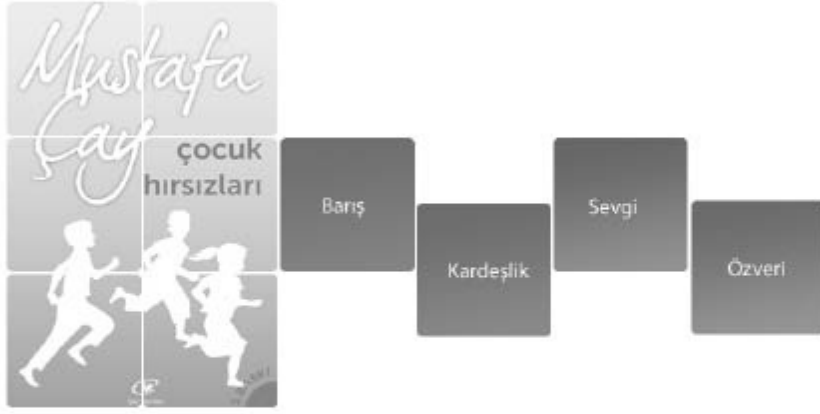 Mustafa
Çay
çocuk
hırsızları
Barış
Kardeşlik
Sevgi
Özveri